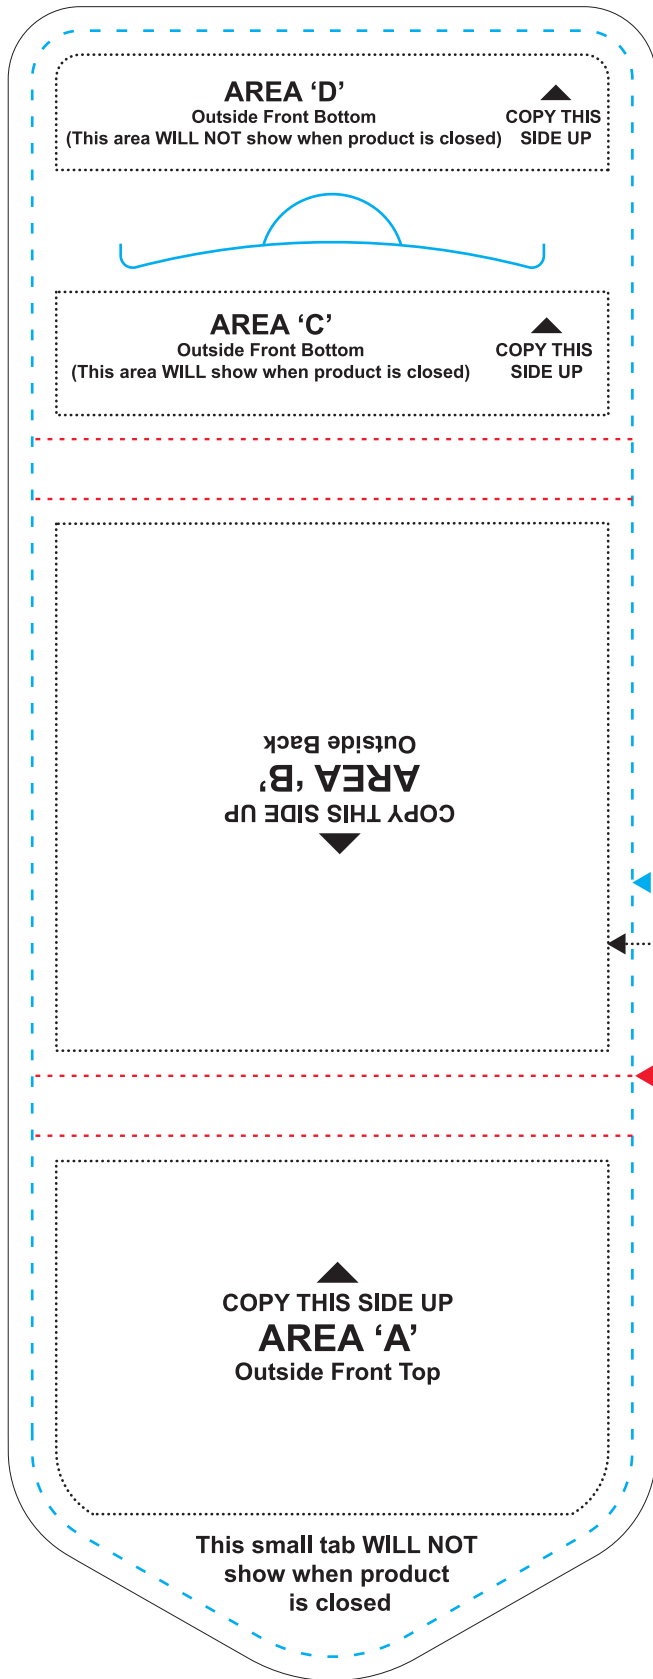 AREA ‘D’
Outside Front Bottom
(This area WILL NOT show when product is closed)
COPY THIS
SIDE UP
AREA ‘C’
Outside Front Bottom
(This area WILL show when product is closed)
COPY THIS
SIDE UP
COPY THIS SIDE UP
AREA ‘B’
Outside Back
COPY THIS SIDE UP
AREA ‘A’
Outside Front Top
This small tab WILL NOT
show when product
is closed